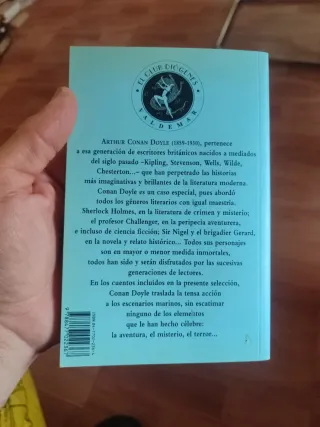 EL CLUB DIÓGENES
VALDEMAR
ARTHUR CONAN DOYLE (1859-1930), pertenece
a esa generación de escritores británicos nacidos a mediados
del siglo pasado –Kipling, Stevenson, Wells, Wilde,
Chesterton...– que han perpetrado las historias
más imaginativas y brillantes de la literatura moderna.
Conan Doyle es un caso especial, pues abordó
todos los géneros literarios con igual maestría.
Sherlock Holmes, en la literatura de crimen y misterio;
el profesor Challenger, en la peripecia aventurera,
e incluso de ciencia ficción; Sir Nigel y el brigadier Gerard,
en la novela y relato histórico... Todos sus personajes
son en mayor o menor medida inmortales,
todos han sido y serán disfrutados por las sucesivas
generaciones de lectores.
En los cuentos incluidos en la presente selección,
Conan Doyle traslada la tensa acción
a los escenarios marinos, sin escatimar
ninguno de los elementos
que le han hecho célebre:
la aventura, el misterio, el terror...